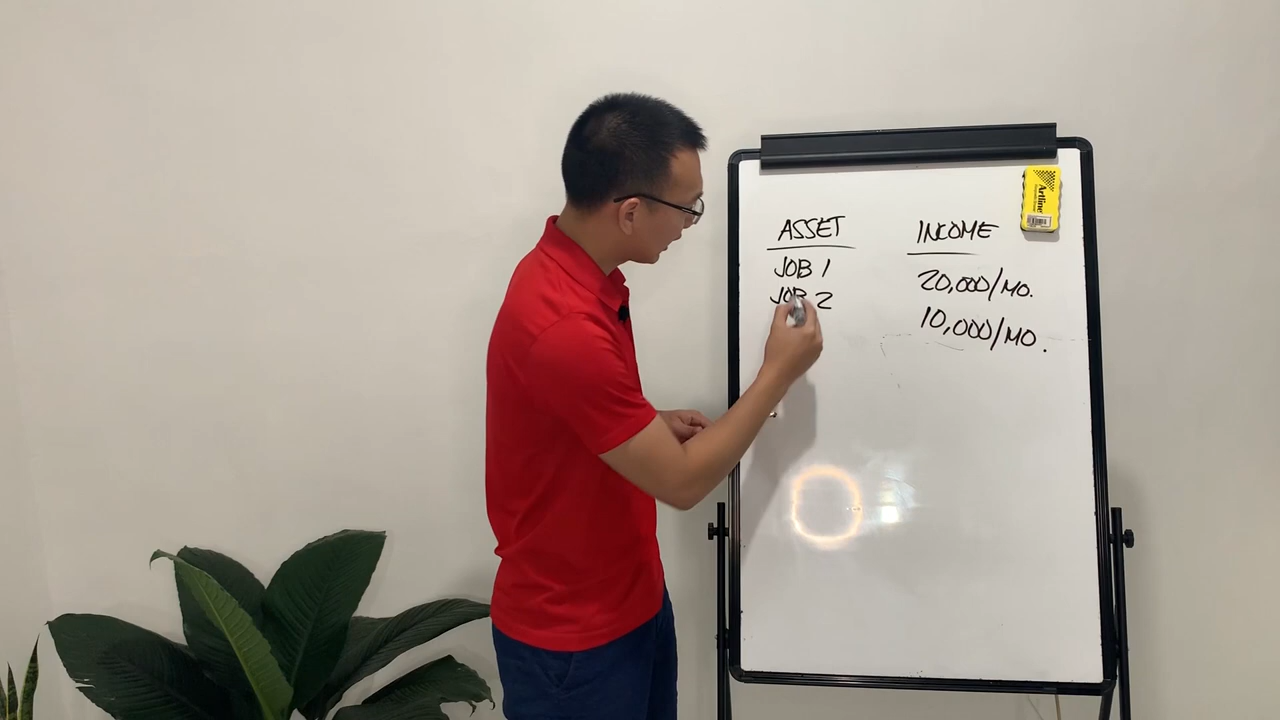 ASSET INCOME
JOB 1 20,000/MO.
JOB 2 10,000/MO.
Artline